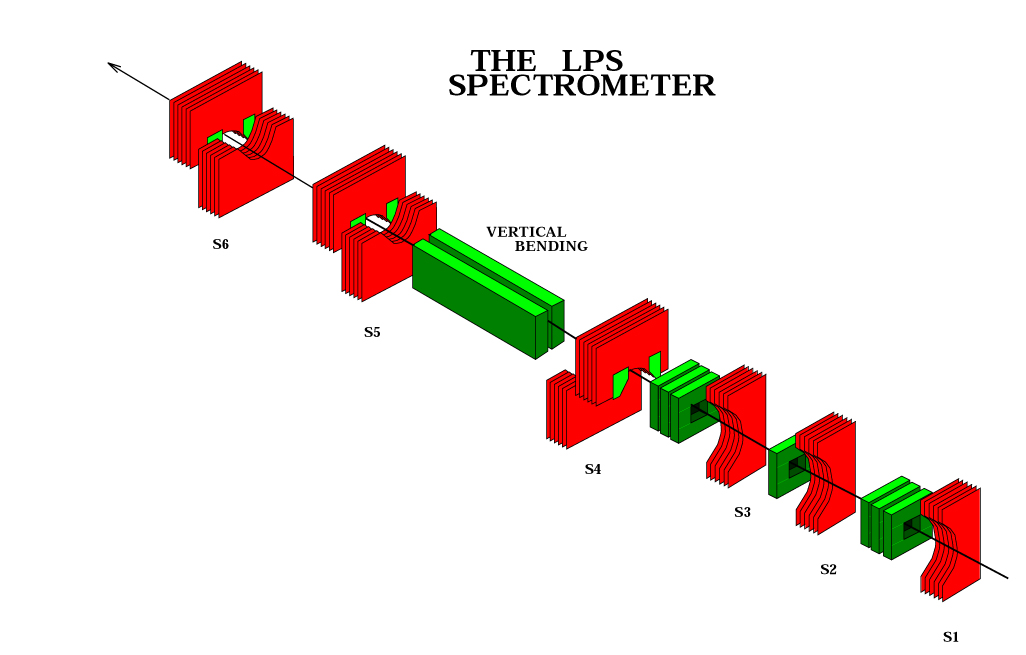 THE LPS
SPECTROMETER
VERTICAL
BENDING
S6
S5
S4
S3
S2
S1